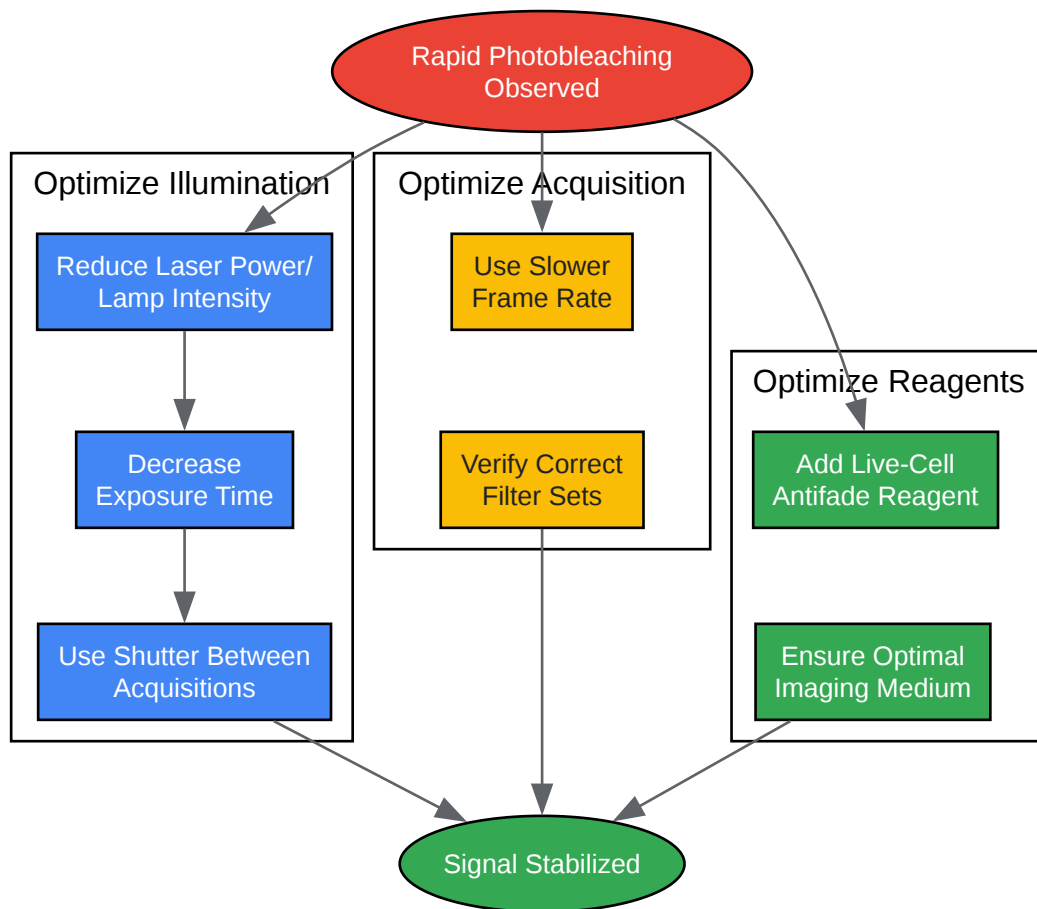 Rapid Photobleaching
Observed
Optimize Illumination
Reduce Laser Power/
Lamp Intensity
Decrease
Exposure Time
Use Shutter Between
Acquisitions
Optimize Acquisition
Use Slower
Frame Rate
Verify Correct
Filter Sets
Optimize Reagents
Add Live-Cell
Antifade Reagent
Ensure Optimal
Imaging Medium
Signal Stabilized